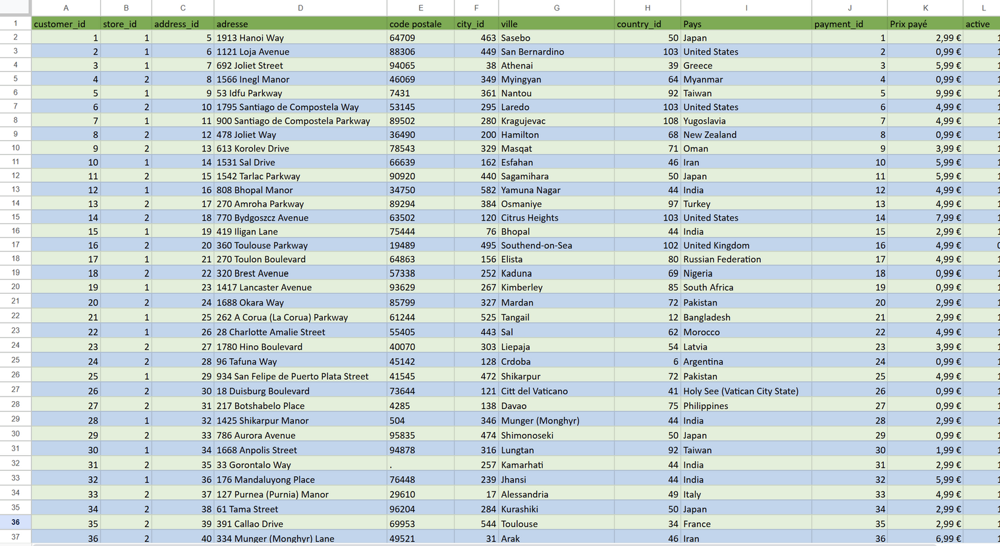 A B C D E F G H I J K L
1 customer_id store_id address_id adresse code postale city_id ville country_id Pays payment_id Prix payé active
2 1 1 5 1913 Hanoi Way 64709 463 Sasebo 50 Japan 1 2,99 € 1
3 2 1 6 1121 Loja Avenue 88306 449 San Bernardino 103 United States 2 0,99 € 1
4 3 1 7 692 Joliet Street 94065 38 Athenai 39 Greece 3 5,99 € 1
5 4 2 8 1566 Inegl Manor 46069 349 Myingyan 64 Myanmar 4 0,99 € 1
6 5 1 9 53 Idfu Parkway 7431 361 Nantou 92 Taiwan 5 9,99 € 1
7 6 2 10 1795 Santiago de Compostela Way 53145 295 Laredo 103 United States 6 4,99 € 1
8 7 1 11 900 Santiago de Compostela Parkway 89502 280 Kragujevac 108 Yugoslavia 7 4,99 € 1
9 8 2 12 478 Joliet Way 36490 200 Hamilton 68 New Zealand 8 0,99 € 1
10 9 2 13 613 Korolev Drive 78543 329 Masqat 71 Oman 9 3,99 € 1
11 10 1 14 1531 Sal Drive 66639 162 Esfahan 46 Iran 10 5,99 € 1
12 11 2 15 1542 Tarlac Parkway 90920 440 Sagamihara 50 Japan 11 5,99 € 1
13 12 1 16 808 Bhopal Manor 34750 582 Yamuna Nagar 44 India 12 4,99 € 1
14 13 2 17 270 Amroha Parkway 89294 384 Osmaniye 97 Turkey 13 4,99 € 1
15 14 2 18 770 Bydgoszcz Avenue 63502 120 Citrus Heights 103 United States 14 7,99 € 1
16 15 1 19 419 Iligan Lane 75444 76 Bhopal 44 India 15 2,99 € 1
17 16 2 20 360 Toulouse Parkway 19489 495 Southend-on-Sea 102 United Kingdom 16 4,99 € 0
18 17 1 21 270 Toulon Boulevard 64863 156 Elista 80 Russian Federation 17 4,99 € 1
19 18 2 22 320 Brest Avenue 57338 252 Kaduna 69 Nigeria 18 0,99 € 1
20 19 1 23 1417 Lancaster Avenue 93629 267 Kimberley 85 South Africa 19 0,99 € 1
21 20 2 24 1688 Okara Way 85799 327 Mardan 72 Pakistan 20 2,99 € 1
22 21 1 25 262 A Corua (La Corua) Parkway 61244 525 Tangail 12 Bangladesh 21 2,99 € 1
23 22 1 26 28 Charlotte Amalie Street 55405 443 Sal 62 Morocco 22 4,99 € 1
24 23 2 27 1780 Hino Boulevard 40070 303 Liepaja 54 Latvia 23 3,99 € 1
25 24 2 28 96 Tafuna Way 45142 128 Crdoba 6 Argentina 24 0,99 € 1
26 25 1 29 934 San Felipe de Puerto Plata Street 41545 472 Shikarpur 72 Pakistan 25 4,99 € 1
27 26 2 30 18 Duisburg Boulevard 73644 121 Citt del Vaticano 41 Holy See (Vatican City State) 26 0,99 € 1
28 27 2 31 217 Botshabelo Place 4285 138 Davao 75 Philippines 27 0,99 € 1
29 28 1 32 1425 Shikarpur Manor 504 346 Munger (Monghyr) 44 India 28 2,99 € 1
30 29 2 33 786 Aurora Avenue 95835 474 Shimonoseki 50 Japan 29 0,99 € 1
31 30 1 34 1668 Anpolis Street 94878 316 Lungtan 92 Taiwan 30 1,99 € 1
32 31 2 35 33 Gorontalo Way . 257 Kamarhati 44 India 31 2,99 € 1
33 32 1 36 176 Mandaluyong Place 76448 239 Jhansi 44 India 32 5,99 € 1
34 33 2 37 127 Purnea (Purnia) Manor 29610 17 Alessandria 49 Italy 33 4,99 € 1
35 34 2 38 61 Tama Street 96204 284 Kurashiki 50 Japan 34 2,99 € 1
36 35 2 39 391 Callao Drive 69953 544 Toulouse 34 France 35 2,99 € 1
37 36 2 40 334 Munger (Monghyr) Lane 49521 31 Arak 46 Iran 36 6,99 € 1